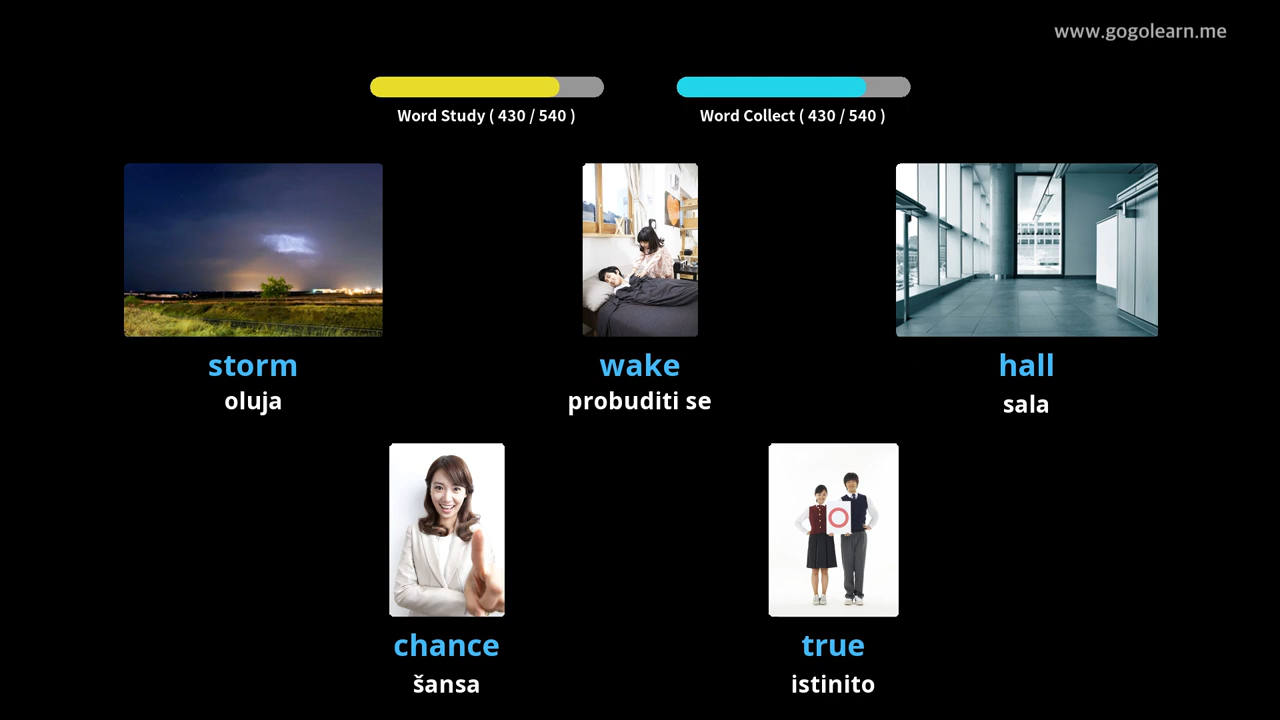 www.gogolearn.me
Word Study ( 430 / 540 )
Word Collect ( 430 / 540 )
storm
oluja
wake
probuditi se
hall
sala
chance
šansa
true
istinito